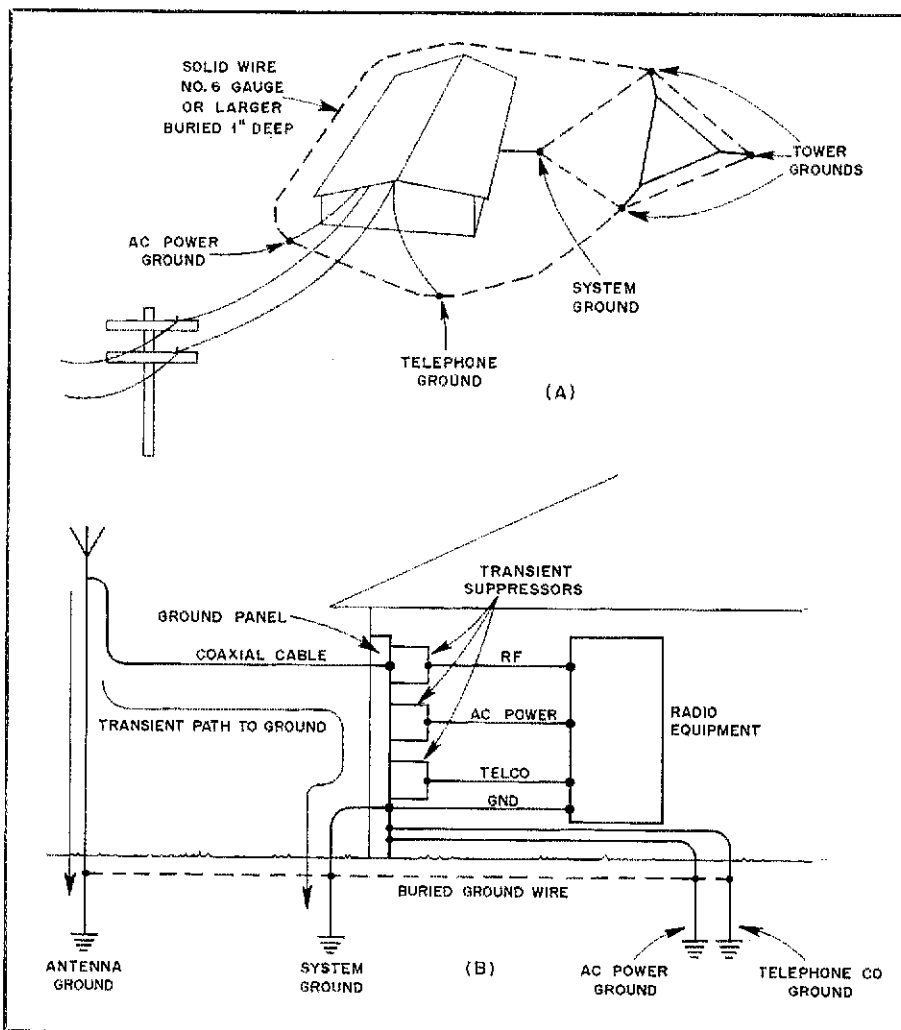 SOLID WIRE
NO. 6 GAUGE
OR LARGER
BURIED 1" DEEP
TOWER
GROUNDS
AC POWER
GROUND
SYSTEM
GROUND
TELEPHONE
GROUND
(A)
TRANSIENT
SUPPRESSORS
GROUND PANEL
COAXIAL CABLE
RF
TRANSIENT PATH TO GROUND
AC POWER
RADIO
EQUIPMENT
TELCO
GND
BURIED GROUND WIRE
ANTENNA
GROUND
SYSTEM
GROUND
(B)
AC POWER
GROUND
TELEPHONE CO
GROUND